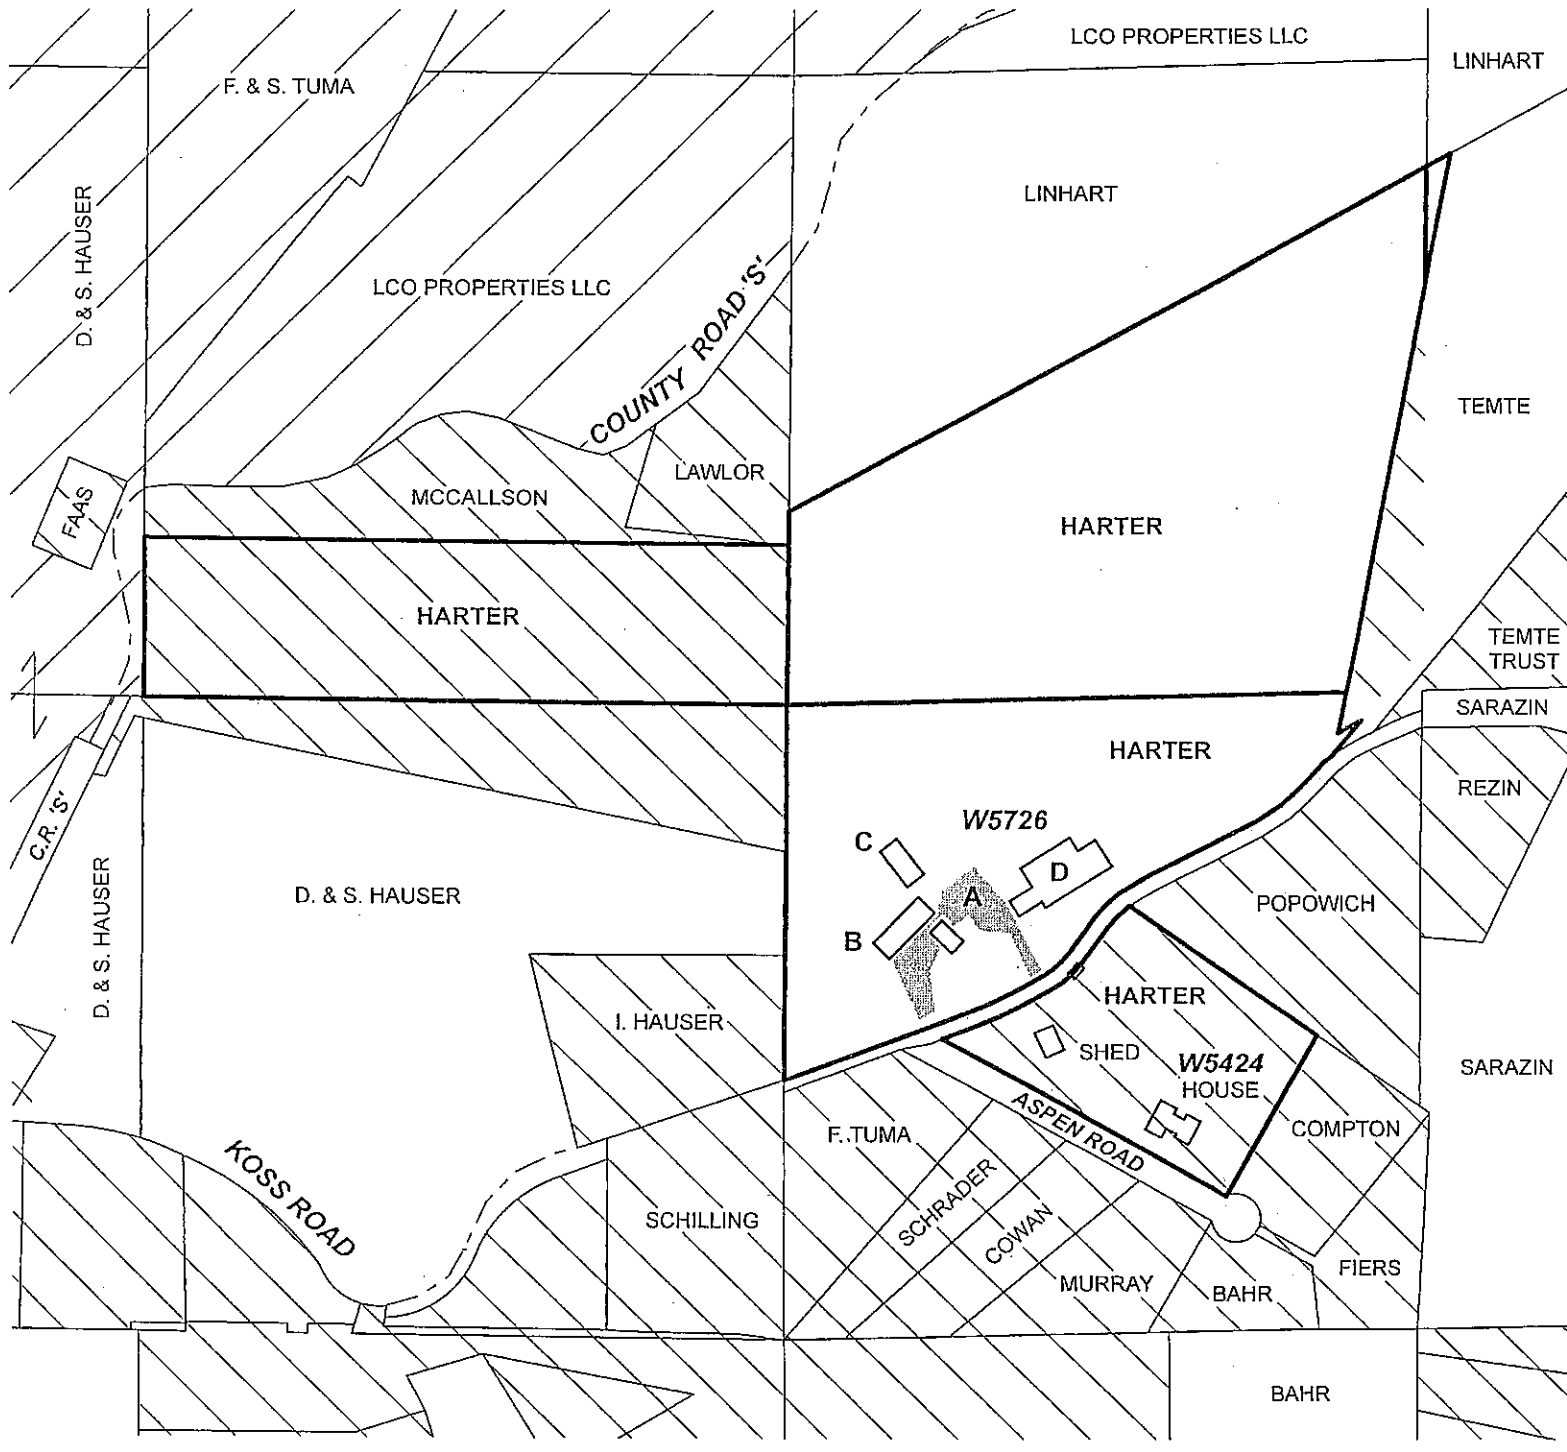 LCO PROPERTIES LLC
LINHART
F. & S. TUMA
D. & S. HAUSER
LINHART
LCO PROPERTIES LLC
COUNTY ROAD 'S'
TEMTE
LAWLOR
MCCALLSON
FAAS
HARTER
HARTER
TEMTE
TRUST
SARAZIN
HARTER
REZIN
C.R. 'S'
W5726
C
D
A
B
D. & S. HAUSER
D. & S. HAUSER
POPOWICH
HARTER
I. HAUSER
SHED
W5424
HOUSE
SARAZIN
ASPEN ROAD
F. TUMA
COMPTON
KOSS ROAD
SCHRADER
COWAN
SCHILLING
MURRAY
BAHR
FIERS
BAHR